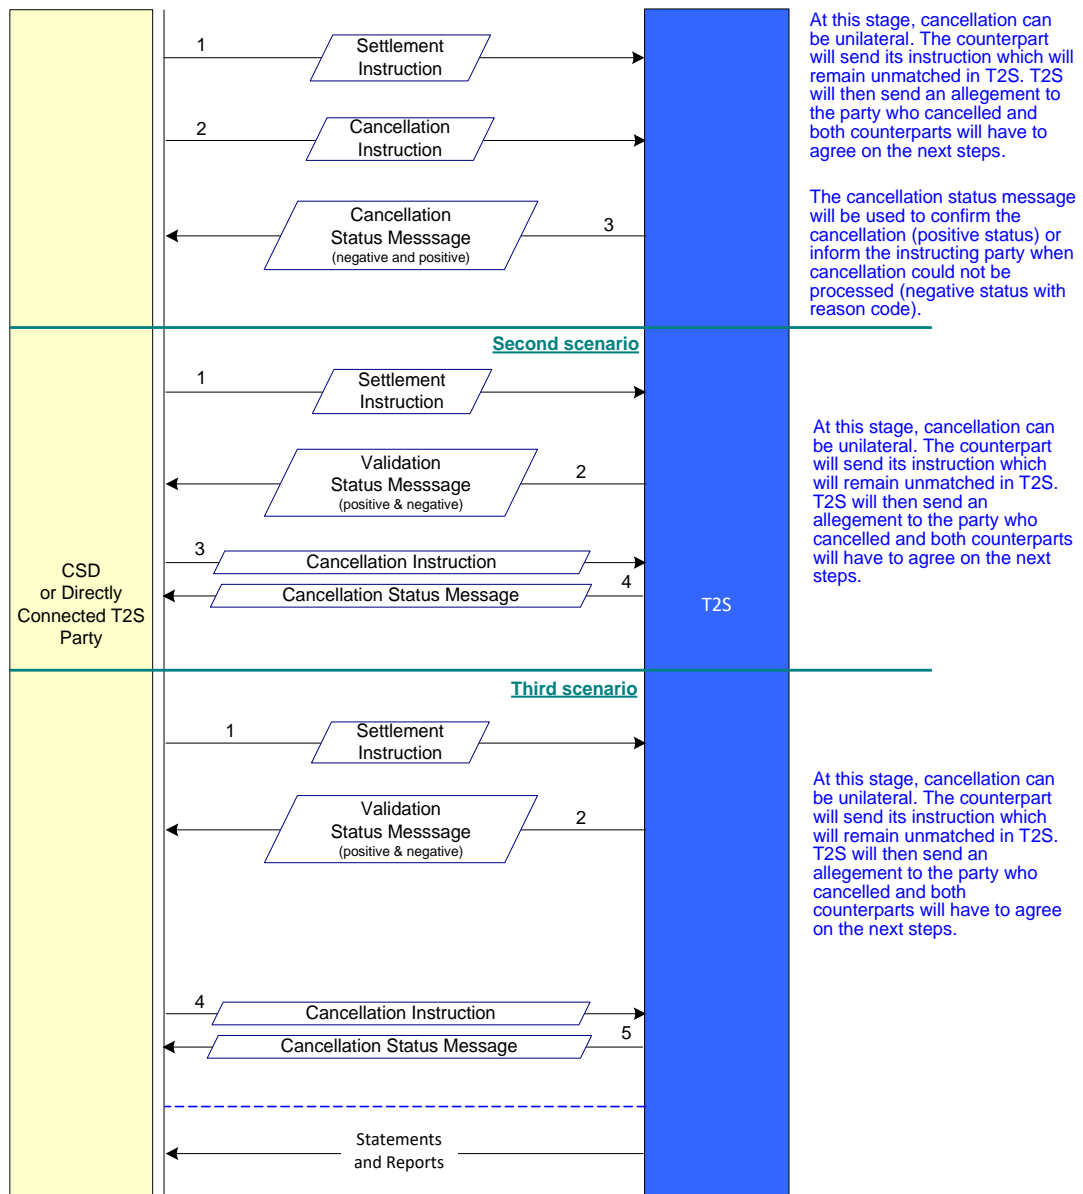 1
Settlement
Instruction
2
Cancellation
Instruction
Cancellation
Status Messsage
(negative and positive)
3
At this stage, cancellation can
be unilateral. The counterpart
will send its instruction which will
remain unmatched in T2S. T2S
will then send an allegement to
the party who cancelled and
both counterparts will have to
agree on the next steps.
The cancellation status message
will be used to confirm the
cancellation (positive status) or
inform the instructing party when
cancellation could not be
processed (negative status with
reason code).
Second scenario
1
Settlement
Instruction
Validation
Status Messsage
(positive & negative)
2
3
Cancellation Instruction
Cancellation Status Message
4
At this stage, cancellation can
be unilateral. The counterpart
will send its instruction which
will remain unmatched in T2S.
T2S will then send an
allegement to the party who
cancelled and both counterparts
will have to agree on the next
steps.
CSD
or Directly
Connected T2S
Party
T2S
Third scenario
1
Settlement
Instruction
Validation
Status Messsage
(positive & negative)
2
At this stage, cancellation can
be unilateral. The counterpart
will send its instruction which
will remain unmatched in T2S.
T2S will then send an
allegement to the party who
cancelled and both
counterparts will have to agree
on the next steps.
4
Cancellation Instruction
Cancellation Status Message
5
Statements
and Reports